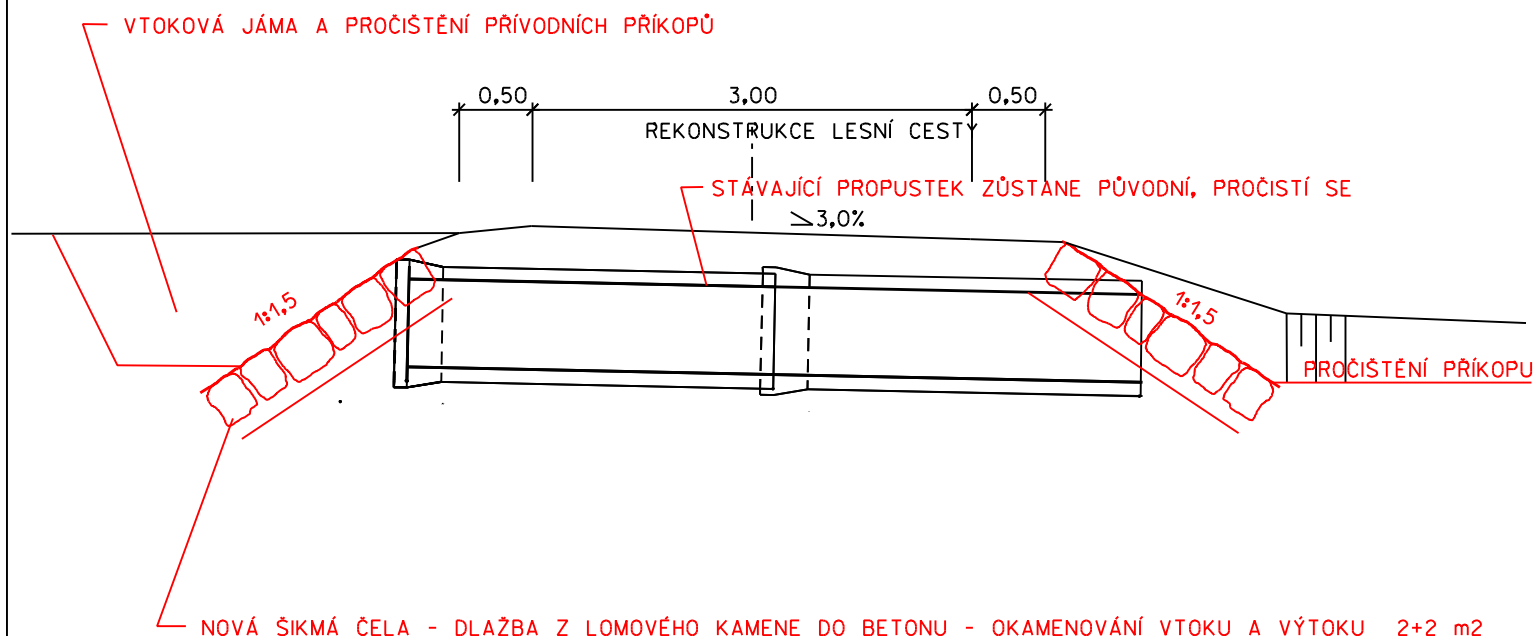 VTOKOVÁ JÁMA A PROČIŠTĚNÍ PŘÍVODNÍCH PŘÍKOPŮ
0,50 3,00 0,50
REKONSTRUKCE LESNÍ CESTY
STÁVAJÍCÍ PROPUSTEK ZŮSTANE PŮVODNÍ, PROČISTÍ SE
3,0%
1:1,5
1:1,5
PROČIŠTĚNÍ PŘÍKOPU
NOVÁ ŠIKMÁ ČELA - DLAŽBA Z LOMOVÉHO KAMENE DO BETONU - OKAMENOVÁNÍ VTOKU A VÝTOKU 2+2 m2